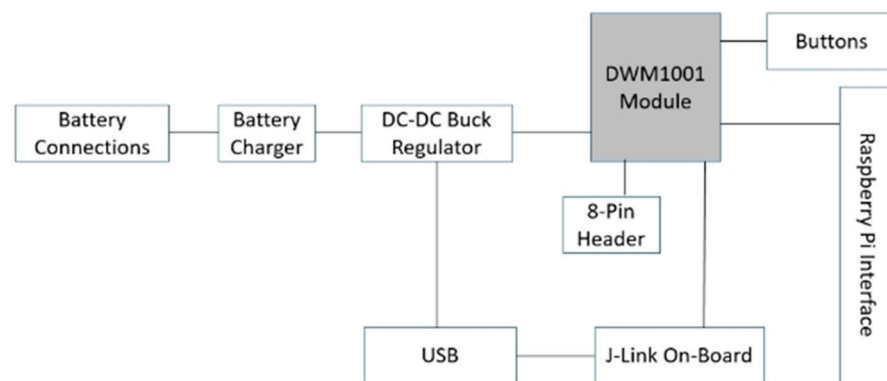 Buttons
DWM1001
Module
Battery
Connections
Battery
Charger
DC-DC Buck
Regulator
Raspberry Pi Interface
8-Pin
Header
USB
J-Link On-Board